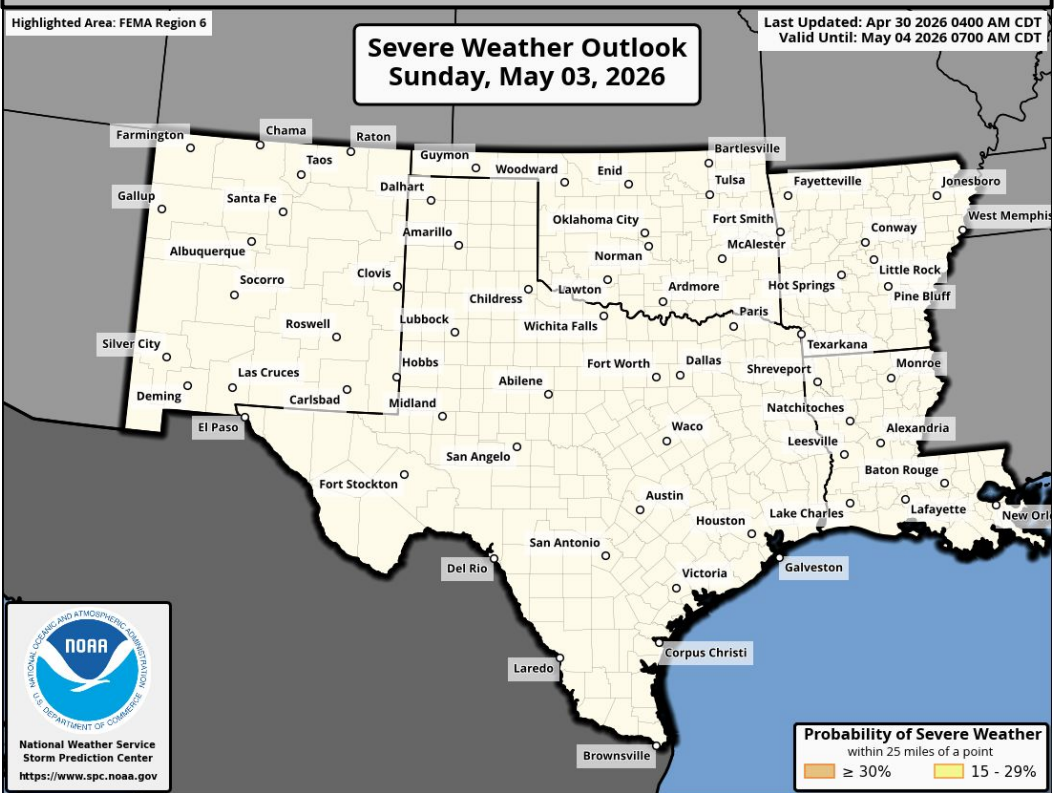 Highlighted Area: FEMA Region 6
Last Updated: Apr 30 2026 0400 AM CDT
Valid Until: May 04 2026 0700 AM CDT
Severe Weather Outlook
Sunday, May 03, 2026
Farmington
Chama
Raton
Taos
Guymon
Woodward
Enid
Bartlesville
Tulsa
Fayetteville
Jonesboro
Gallup
Santa Fe
Dalhart
Amarillo
Oklahoma City
Fort Smith
West Memphis
Albuquerque
Norman
McAlester
Conway
Socorro
Clovis
Childress
Lawton
Ardmore
Hot Springs
Little Rock
Pine Bluff
Roswell
Lubbock
Wichita Falls
Paris
Texarkana
Silver City
Hobbs
Fort Worth
Dallas
Shreveport
Monroe
Las Cruces
Abilene
Deming
Carlsbad
Midland
Natchitoches
El Paso
Waco
Leesville
Alexandria
San Angelo
Baton Rouge
Fort Stockton
Austin
Houston
Lake Charles
Lafayette
New Orl
San Antonio
Del Rio
Galveston
Victoria
Laredo
Corpus Christi
Brownsville
NATIONAL OCEANIC AND ATMOSPHERIC ADMINISTRATION
NOAA
U.S. DEPARTMENT OF COMMERCE
National Weather Service
Storm Prediction Center
https://www.spc.noaa.gov
Probability of Severe Weather
within 25 miles of a point
≥ 30%
15 - 29%